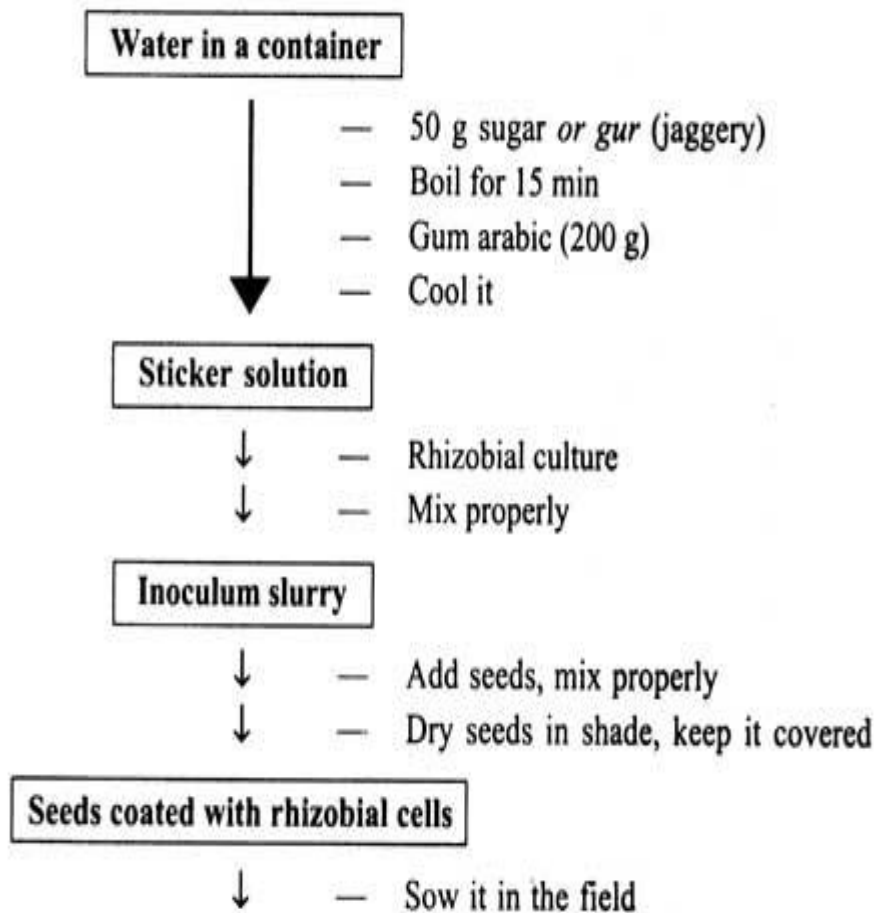 Water in a container
— 50 g sugar or gur (jaggery)
— Boil for 15 min
— Gum arabic (200 g)
— Cool it
Sticker solution
— Rhizobial culture
— Mix properly
Inoculum slurry
— Add seeds, mix properly
— Dry seeds in shade, keep it covered
Seeds coated with rhizobial cells
— Sow it in the field